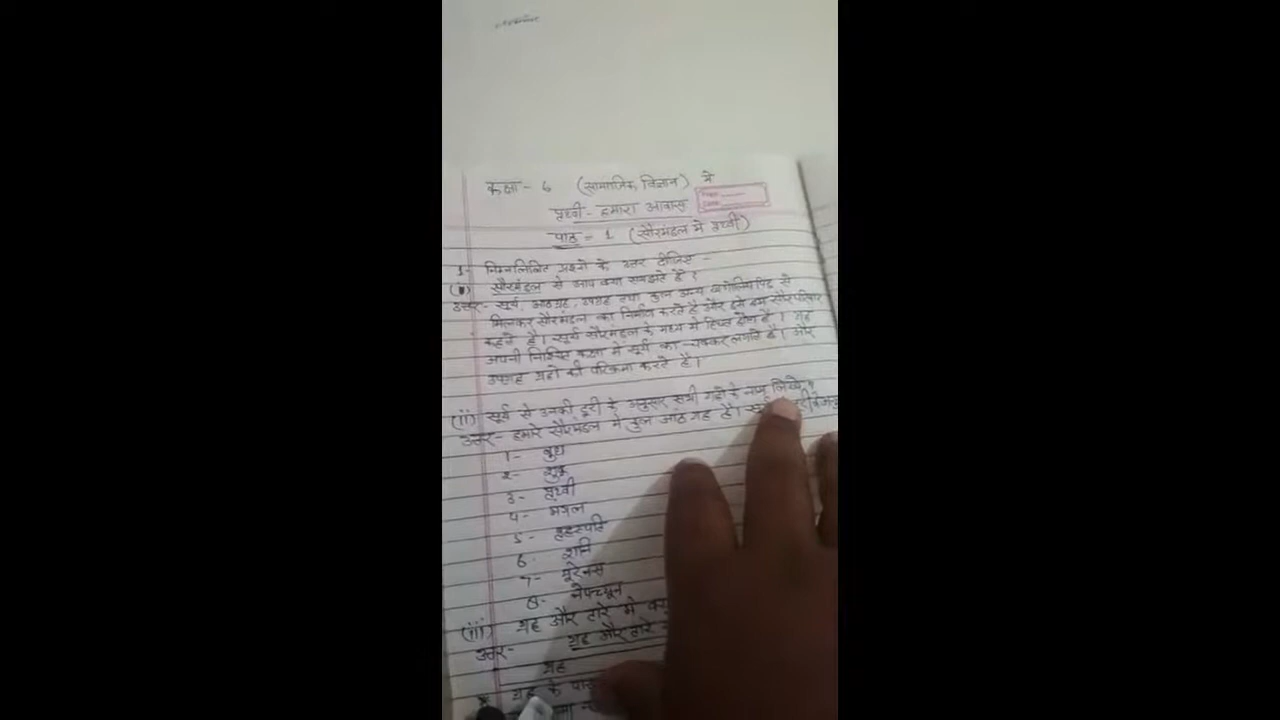 कक्षा - 6 (सामाजिक विज्ञान) मे
पृथ्वी - हमारा आवास
पाठ - 1 (सौरमंडल मे पृथ्वी)
1- निम्नलिखित प्रश्नो के उत्तर दीजिए -
(i) सौरमंडल से आप क्या समझते है ?
उत्तर - सूर्य, आठ ग्रह, उपग्रह तथा कुछ अन्य खगोलिय पिंड से
मिलकर सौरमंडल का निर्माण करते है और इसे हम सौर परिवार
कहते है। सूर्य सौरमंडल के मध्य मे स्थित होता है । ग्रह
अपनी निश्चित कक्षा मे सूर्य का चक्कर लगाते है। और
उपग्रह ग्रहो की परिक्रमा करते है।
(ii) सूर्य से उनकी दूरी के अनुसार सभी ग्रहो के नाम लिखे
उत्तर - हमारे सौरमंडल मे कुल आठ ग्रह है।
1- बुध
2- शुक्र
3- पृथ्वी
4- मंगल
5- बृहस्पति
6- शनि
7- यूरेनस
8- नेपच्यून
(iii) ग्रह और तारे मे
उत्तर- ग्रह और तारे
ग्रह
* ग्रह के पास